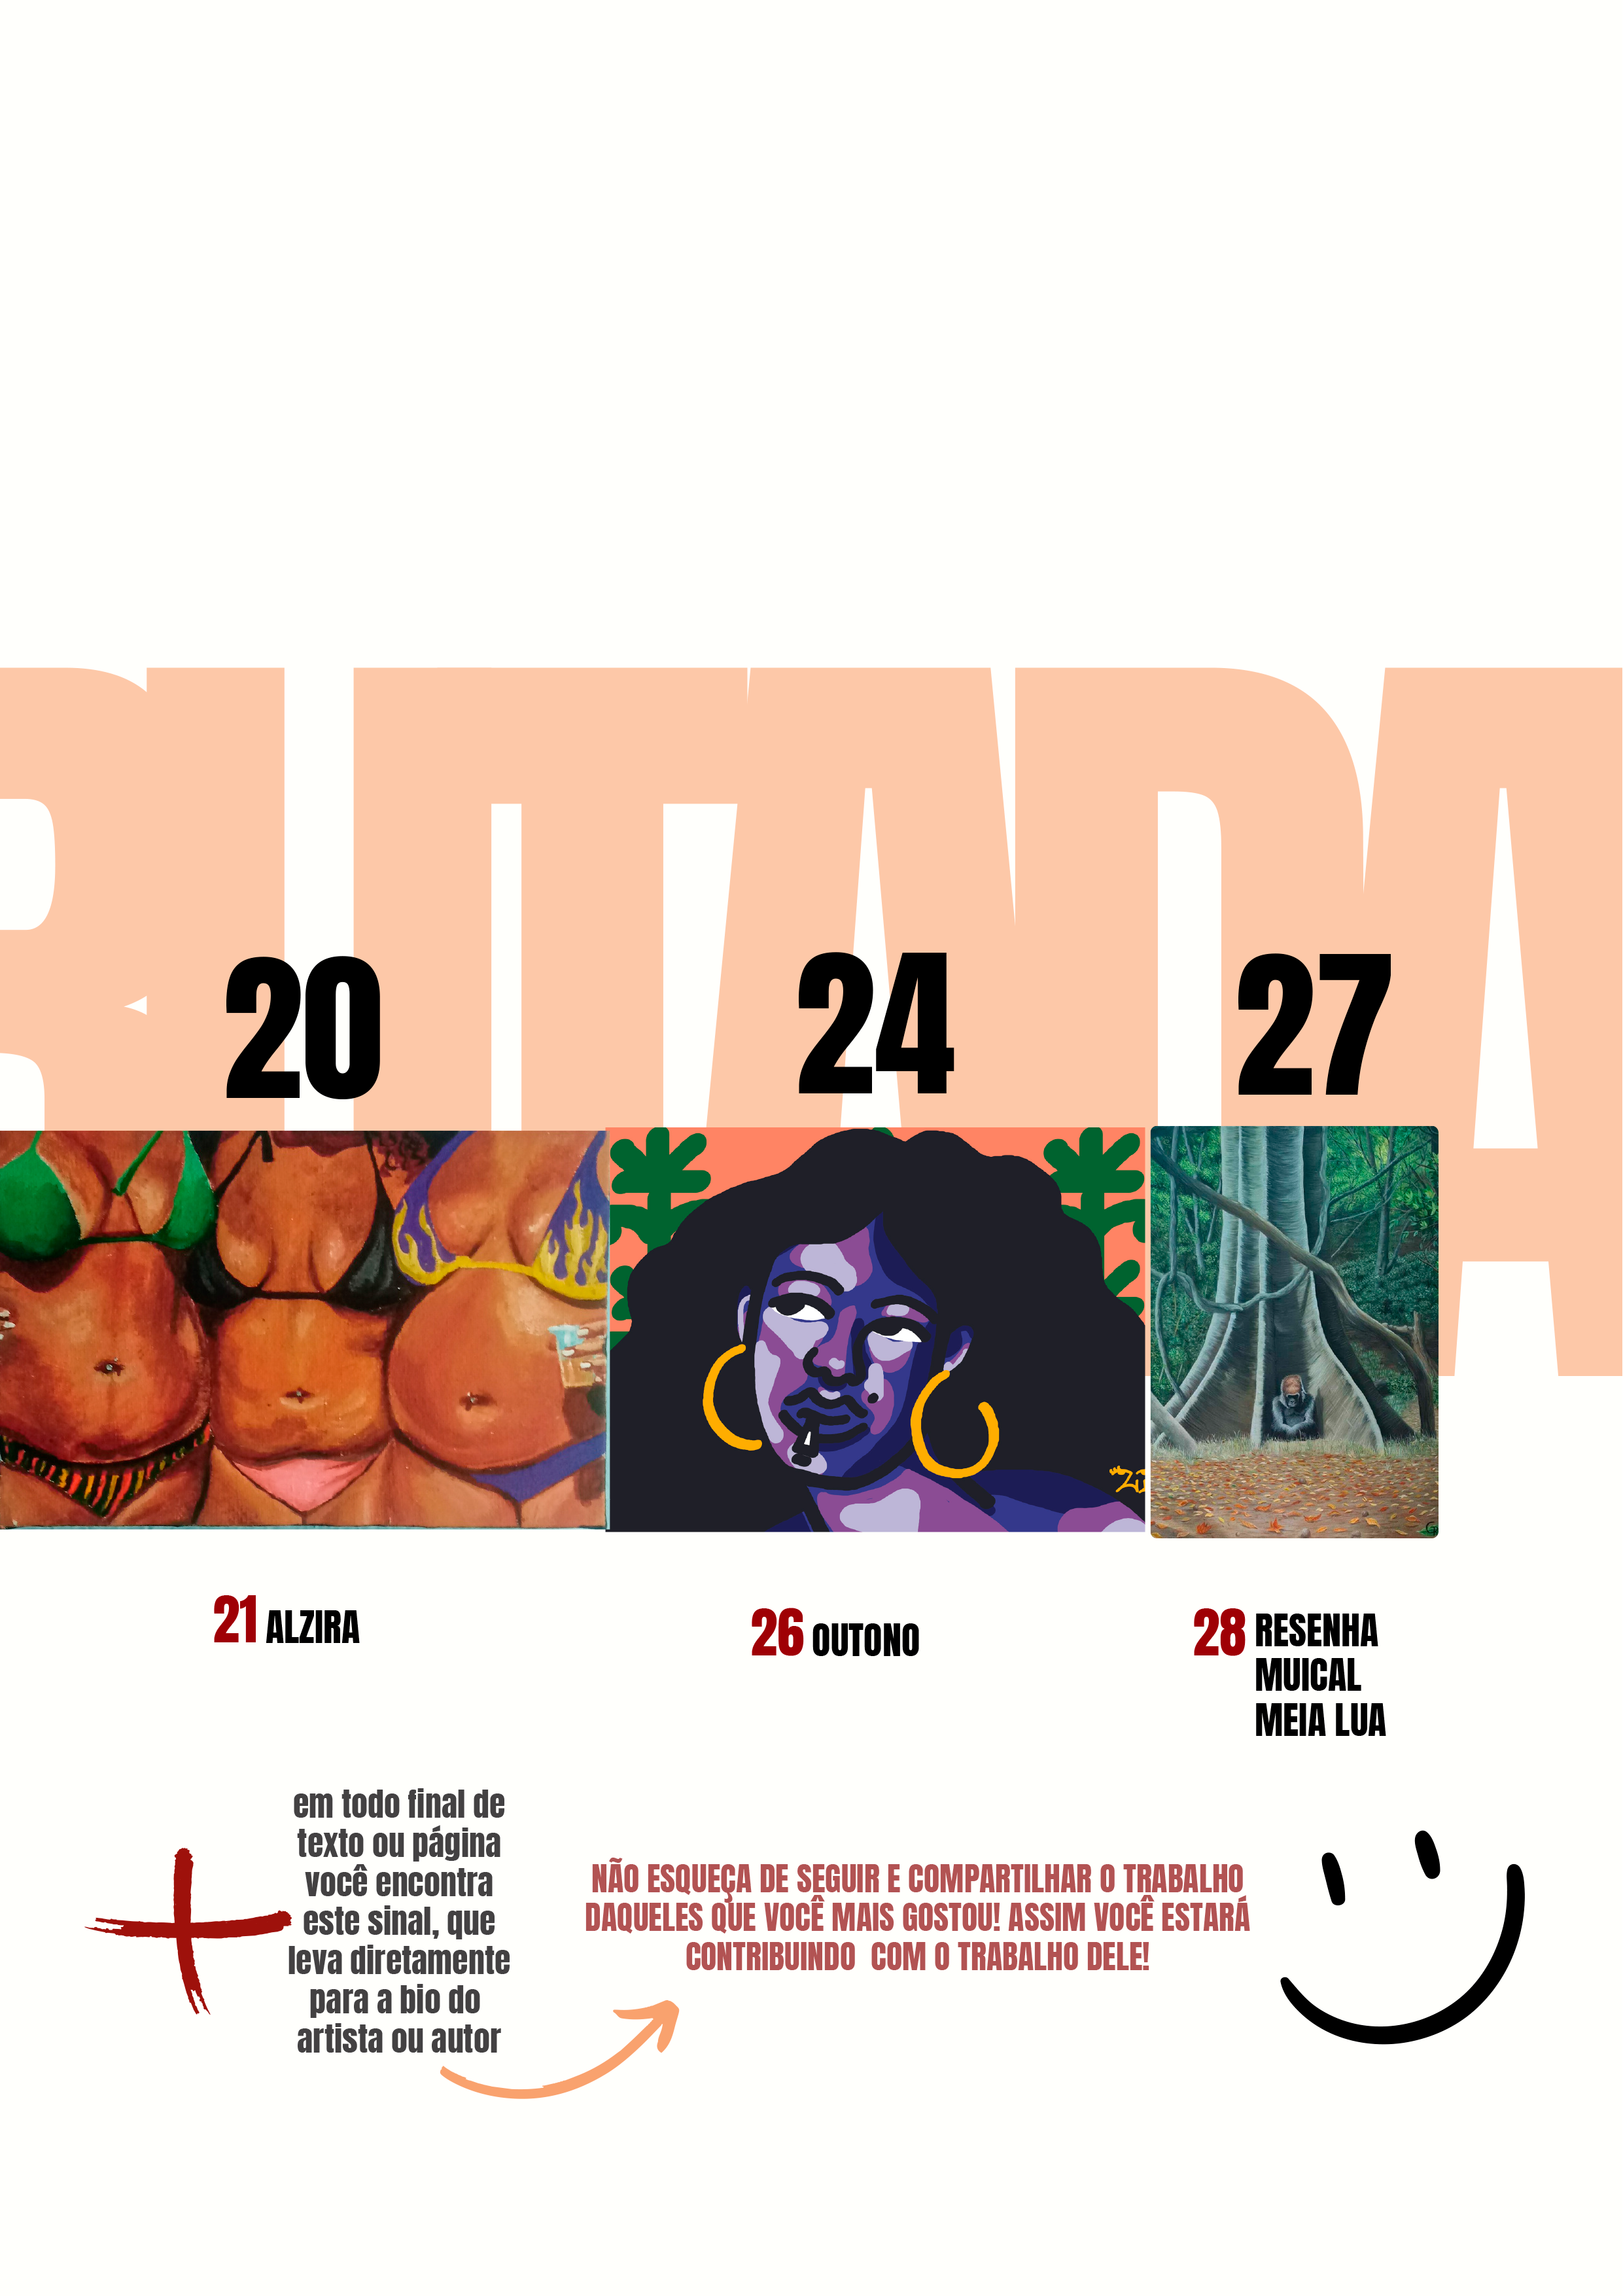 RUTADA
20
24
27
21 ALZIRA
26 OUTONO
28 RESENHA
MUICAL
MEIA LUA
em todo final de
texto ou página
você encontra
este sinal, que
leva diretamente
para a bio do
artista ou autor
NÃO ESQUEÇA DE SEGUIR E COMPARTILHAR O TRABALHO
DAQUELES QUE VOCÊ MAIS GOSTOU! ASSIM VOCÊ ESTARÁ
CONTRIBUINDO COM O TRABALHO DELE!